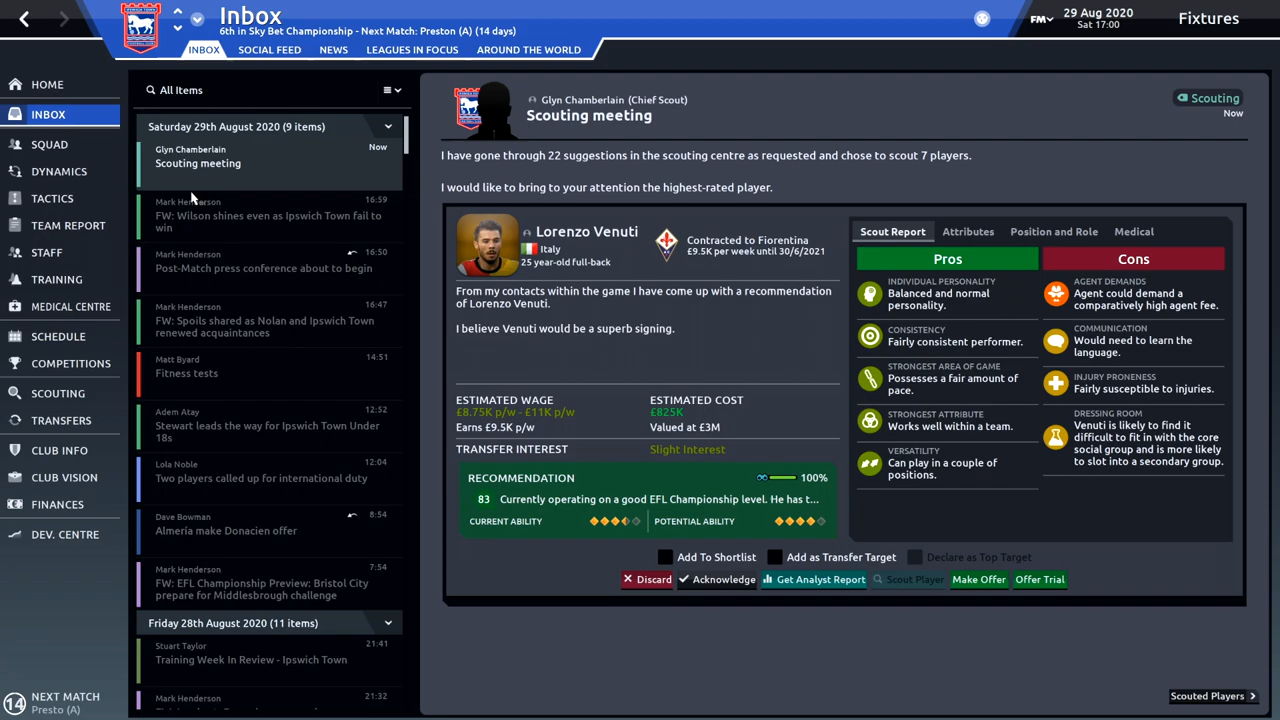 Inbox
6th in Sky Bet Championship - Next Match: Preston (A) (14 days)
FM
29 Aug 2020
Sat 17:00
Fixtures
INBOX
SOCIAL FEED
NEWS
LEAGUES IN FOCUS
AROUND THE WORLD
HOME
INBOX
SQUAD
DYNAMICS
TACTICS
TEAM REPORT
STAFF
TRAINING
MEDICAL CENTRE
SCHEDULE
COMPETITIONS
SCOUTING
TRANSFERS
CLUB INFO
CLUB VISION
FINANCES
DEV. CENTRE
14
NEXT MATCH
Presto (A)
All Items
Saturday 29th August 2020 (9 items)
Glyn Chamberlain
Now
Scouting meeting
Mark Henderson
16:59
FW: Wilson shines even as Ipswich Town fail to
win
Mark Henderson
16:50
Post-Match press conference about to begin
Mark Henderson
16:47
FW: Spoils shared as Nolan and Ipswich Town
renewed acquaintances
Matt Byard
14:51
Fitness tests
Adem Atay
12:52
Stewart leads the way for Ipswich Town Under
18s
Lola Noble
12:04
Two players called up for international duty
Dave Bowman
8:54
Almería make Donacien offer
Mark Henderson
7:54
FW: EFL Championship Preview: Bristol City
prepare for Middlesbrough challenge
Friday 28th August 2020 (11 items)
Stuart Taylor
21:41
Training Week In Review - Ipswich Town
Mark Henderson
21:32
Glyn Chamberlain (Chief Scout)
Scouting meeting
Scouting
Now
I have gone through 22 suggestions in the scouting centre as requested and chose to scout 7 players.
I would like to bring to your attention the highest-rated player.
Lorenzo Venuti
Italy
25 year-old full-back
Contracted to Fiorentina
£9.5K per week until 30/6/2021
From my contacts within the game I have come up with a recommendation
of Lorenzo Venuti.
I believe Venuti would be a superb signing.
ESTIMATED WAGE
£8.75K p/w - £11K p/w
Earns £9.5K p/w
ESTIMATED COST
£825K
Valued at £3M
TRANSFER INTEREST
Slight Interest
RECOMMENDATION
100%
83 Currently operating on a good EFL Championship level. He has t...
CURRENT ABILITY
POTENTIAL ABILITY
Scout Report
Attributes
Position and Role
Medical
Pros
INDIVIDUAL PERSONALITY
Balanced and normal
personality.
CONSISTENCY
Fairly consistent performer.
STRONGEST AREA OF GAME
Possesses a fair amount of
pace.
STRONGEST ATTRIBUTE
Works well within a team.
VERSATILITY
Can play in a couple of
positions.
Cons
AGENT DEMANDS
Agent could demand a
comparatively high agent fee.
COMMUNICATION
Would need to learn the
language.
INJURY PRONENESS
Fairly susceptible to injuries.
DRESSING ROOM
Venuti is likely to find it
difficult to fit in with the core
social group and is more likely
to slot into a secondary group.
Add To Shortlist
Add as Transfer Target
Declare as Top Target
Discard
Acknowledge
Get Analyst Report
Scout Player
Make Offer
Offer Trial
Scouted Players